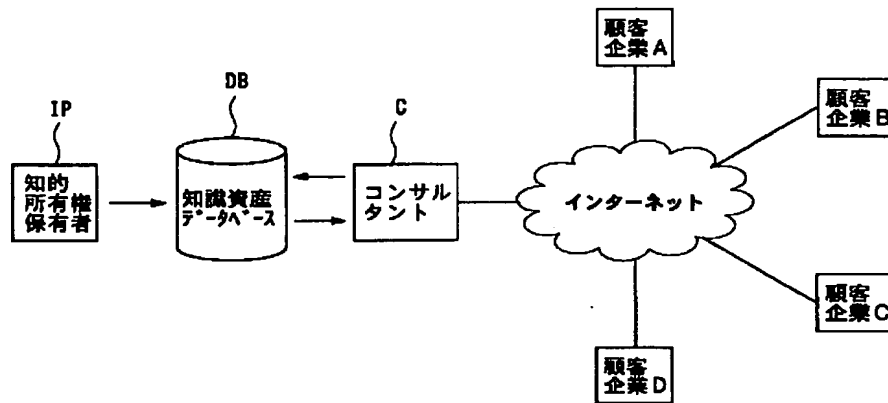 顧客
企業A
IP
DB
C
顧客
企業B
知的
所有権
保有者
知識資産
ﾃﾞｰﾀﾍﾞｰｽ
コンサル
タント
インターネット
顧客
企業C
顧客
企業D